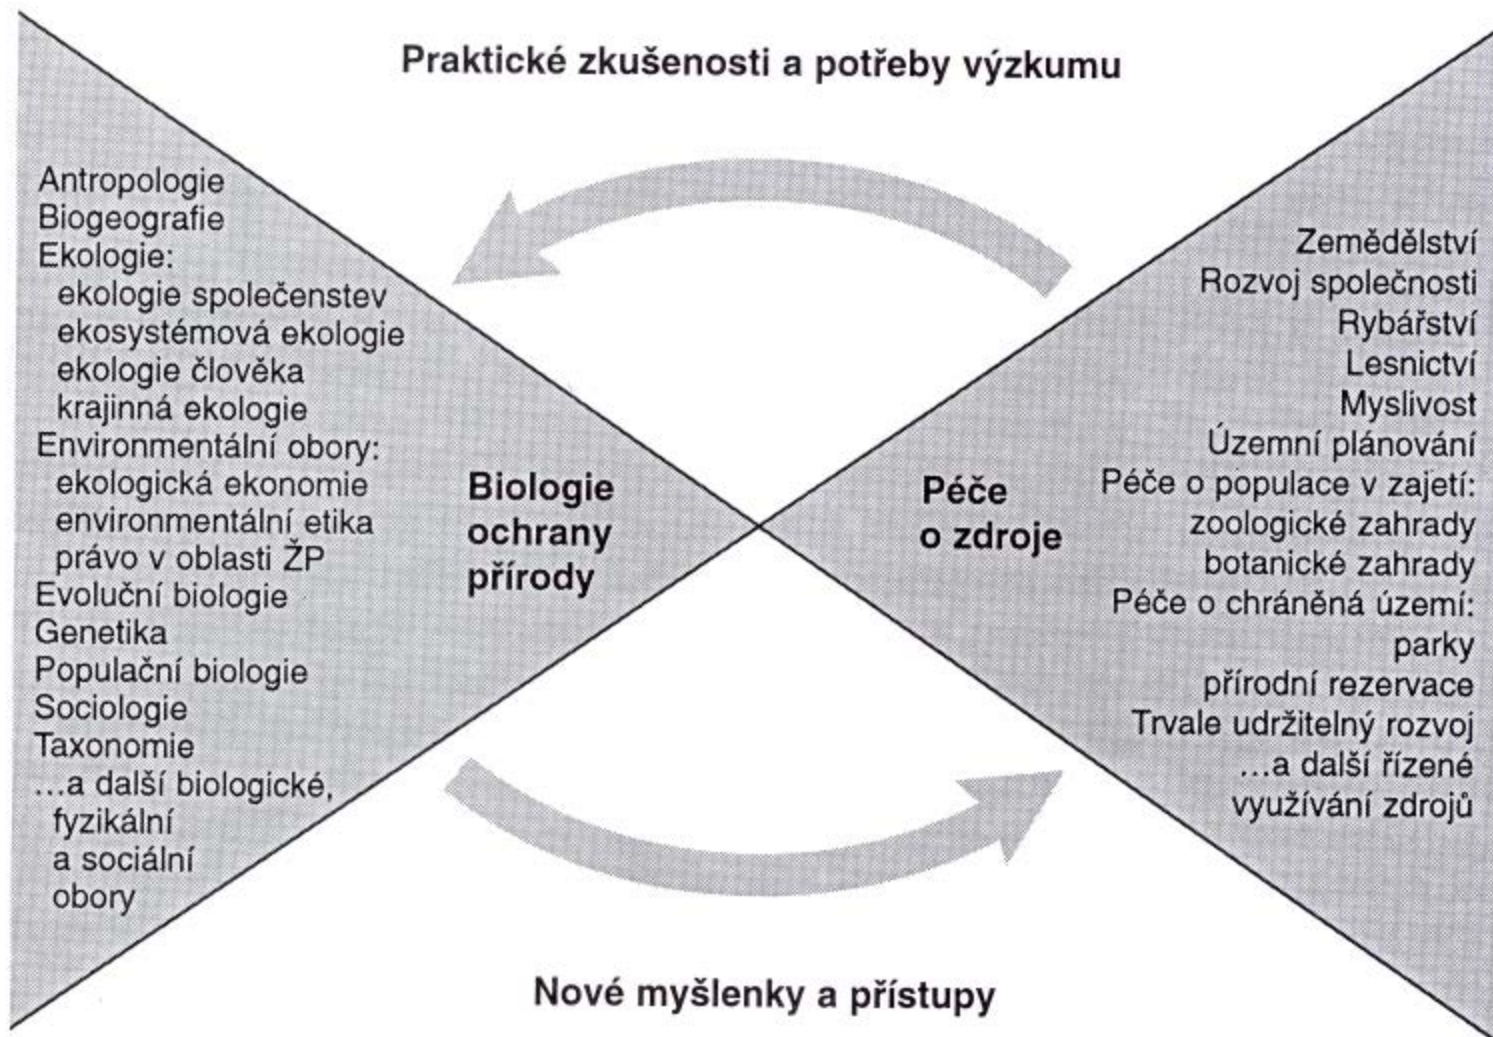 Praktické zkušenosti a potřeby výzkumu
Antropologie
Biogeografie
Ekologie:
ekologie společenstev
ekosystémová ekologie
ekologie člověka
krajinná ekologie
Environmentální obory:
ekologická ekonomie
environmentální etika
právo v oblasti ŽP
Evoluční biologie
Genetika
Populační biologie
Sociologie
Taxonomie
...a další biologické,
fyzikální
a sociální
obory
Biologie
ochrany
přírody
Péče
o zdroje
Zemědělství
Rozvoj společnosti
Rybářství
Lesnictví
Myslivost
Územní plánování
Péče o populace v zajetí:
zoologické zahrady
botanické zahrady
Péče o chráněná území:
parky
přírodní rezervace
Trvale udržitelný rozvoj
...a další řízené
využívání zdrojů
Nové myšlenky a přístupy